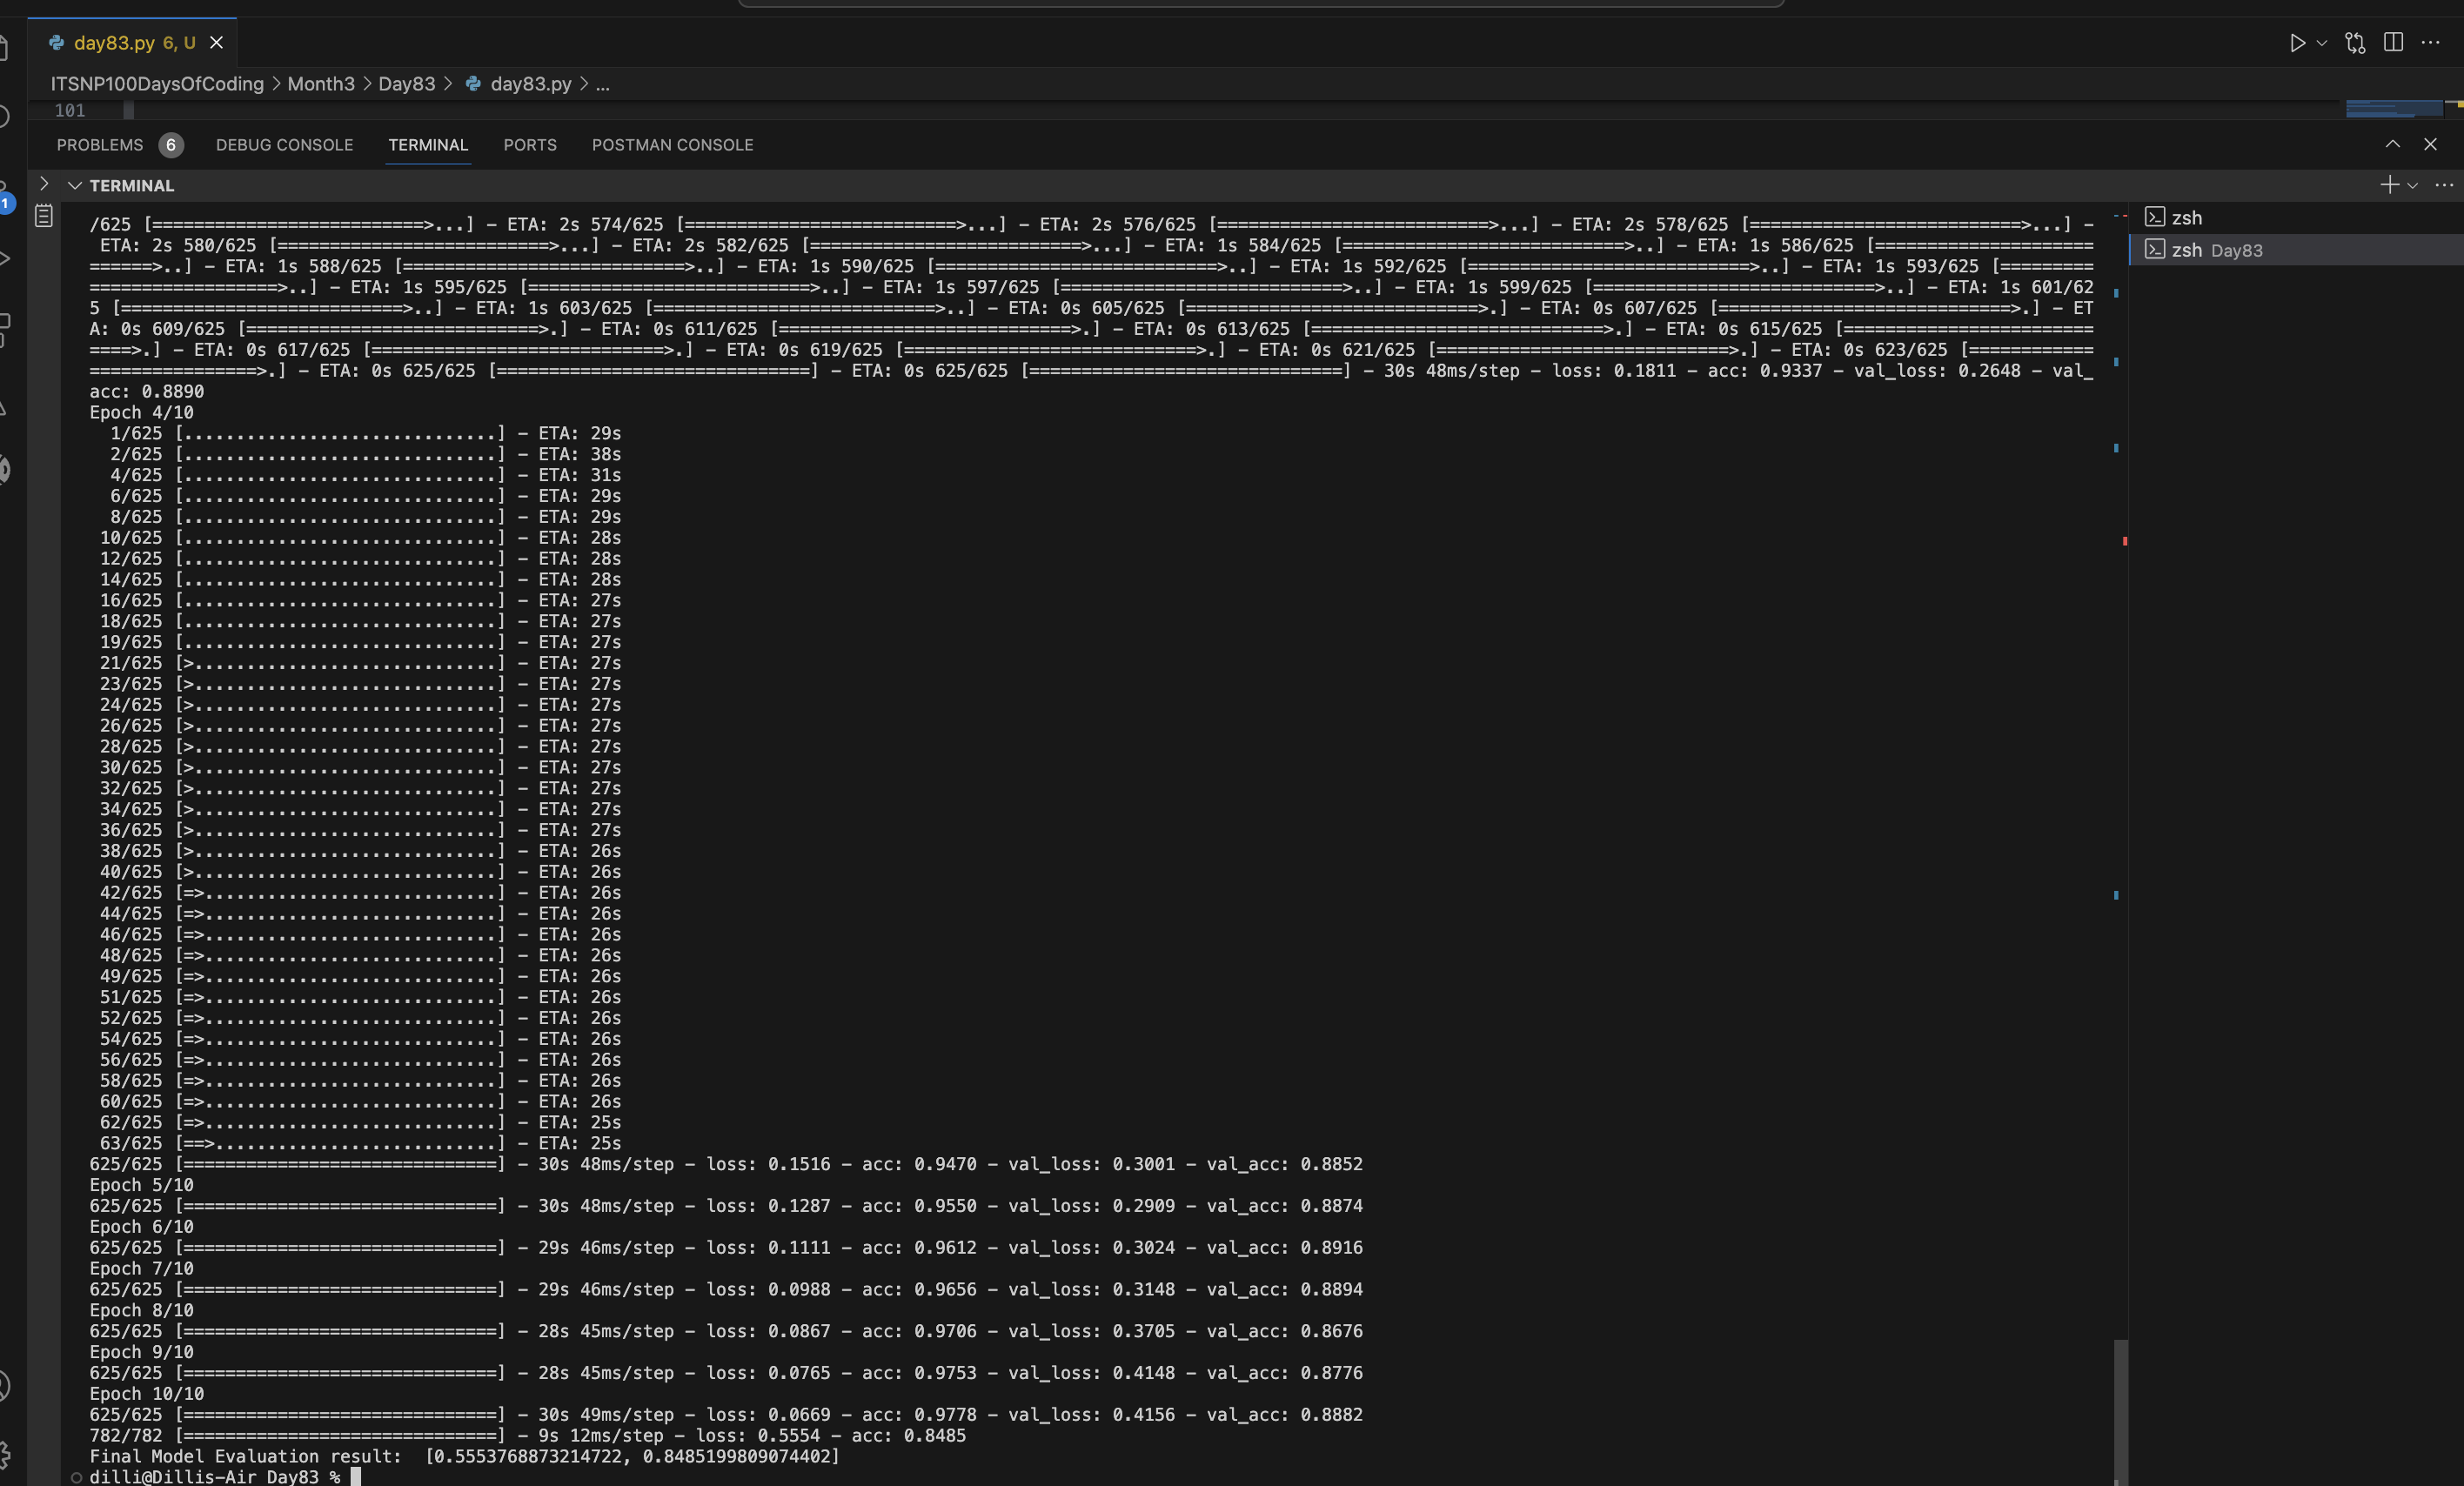 day83.py 6, U
ITSNP100DaysOfCoding > Month3 > Day83 > day83.py > ...
101
PROBLEMS 6 DEBUG CONSOLE TERMINAL PORTS POSTMAN CONSOLE
TERMINAL
1
/625 [==========================>...] - ETA: 2s 574/625 [==========================>...] - ETA: 2s 576/625 [==========================>...] - ETA: 2s 578/625 [==========================>...] -
ETA: 2s 580/625 [==========================>...] - ETA: 2s 582/625 [==========================>...] - ETA: 1s 584/625 [===========================>..] - ETA: 1s 586/625 [=====================
======>..] - ETA: 1s 588/625 [===========================>..] - ETA: 1s 590/625 [===========================>..] - ETA: 1s 592/625 [===========================>..] - ETA: 1s 593/625 [=========
==================>..] - ETA: 1s 595/625 [===========================>..] - ETA: 1s 597/625 [===========================>..] - ETA: 1s 599/625 [===========================>..] - ETA: 1s 601/62
5 [===========================>..] - ETA: 1s 603/625 [===========================>..] - ETA: 0s 605/625 [============================>.] - ETA: 0s 607/625 [============================>.] - ET
A: 0s 609/625 [============================>.] - ETA: 0s 611/625 [============================>.] - ETA: 0s 613/625 [============================>.] - ETA: 0s 615/625 [========================
====>.] - ETA: 0s 617/625 [============================>.] - ETA: 0s 619/625 [============================>.] - ETA: 0s 621/625 [============================>.] - ETA: 0s 623/625 [============
================>.] - ETA: 0s 625/625 [==============================] - ETA: 0s 625/625 [==============================] - 30s 48ms/step - loss: 0.1811 - acc: 0.9337 - val_loss: 0.2648 - val_
acc: 0.8890
Epoch 4/10
1/625 [..............................] - ETA: 29s
2/625 [..............................] - ETA: 38s
4/625 [..............................] - ETA: 31s
6/625 [..............................] - ETA: 29s
8/625 [..............................] - ETA: 29s
10/625 [..............................] - ETA: 28s
12/625 [..............................] - ETA: 28s
14/625 [..............................] - ETA: 28s
16/625 [..............................] - ETA: 27s
18/625 [..............................] - ETA: 27s
19/625 [..............................] - ETA: 27s
21/625 [>.............................] - ETA: 27s
23/625 [>.............................] - ETA: 27s
24/625 [>.............................] - ETA: 27s
26/625 [>.............................] - ETA: 27s
28/625 [>.............................] - ETA: 27s
30/625 [>.............................] - ETA: 27s
32/625 [>.............................] - ETA: 27s
34/625 [>.............................] - ETA: 27s
36/625 [>.............................] - ETA: 27s
38/625 [>.............................] - ETA: 26s
40/625 [>.............................] - ETA: 26s
42/625 [=>............................] - ETA: 26s
44/625 [=>............................] - ETA: 26s
46/625 [=>............................] - ETA: 26s
48/625 [=>............................] - ETA: 26s
49/625 [=>............................] - ETA: 26s
51/625 [=>............................] - ETA: 26s
52/625 [=>............................] - ETA: 26s
54/625 [=>............................] - ETA: 26s
56/625 [=>............................] - ETA: 26s
58/625 [=>............................] - ETA: 26s
60/625 [=>............................] - ETA: 26s
62/625 [=>............................] - ETA: 25s
63/625 [==>...........................] - ETA: 25s
625/625 [==============================] - 30s 48ms/step - loss: 0.1516 - acc: 0.9470 - val_loss: 0.3001 - val_acc: 0.8852
Epoch 5/10
625/625 [==============================] - 30s 48ms/step - loss: 0.1287 - acc: 0.9550 - val_loss: 0.2909 - val_acc: 0.8874
Epoch 6/10
625/625 [==============================] - 29s 46ms/step - loss: 0.1111 - acc: 0.9612 - val_loss: 0.3024 - val_acc: 0.8916
Epoch 7/10
625/625 [==============================] - 29s 46ms/step - loss: 0.0988 - acc: 0.9656 - val_loss: 0.3148 - val_acc: 0.8894
Epoch 8/10
625/625 [==============================] - 28s 45ms/step - loss: 0.0867 - acc: 0.9706 - val_loss: 0.3705 - val_acc: 0.8676
Epoch 9/10
625/625 [==============================] - 28s 45ms/step - loss: 0.0765 - acc: 0.9753 - val_loss: 0.4148 - val_acc: 0.8776
Epoch 10/10
625/625 [==============================] - 30s 49ms/step - loss: 0.0669 - acc: 0.9778 - val_loss: 0.4156 - val_acc: 0.8882
782/782 [==============================] - 9s 12ms/step - loss: 0.5554 - acc: 0.8485
Final Model Evaluation result:  [0.5553768873214722, 0.8485199809074402]
dilli@Dillis-Air Day83 %
zsh
zsh Day83